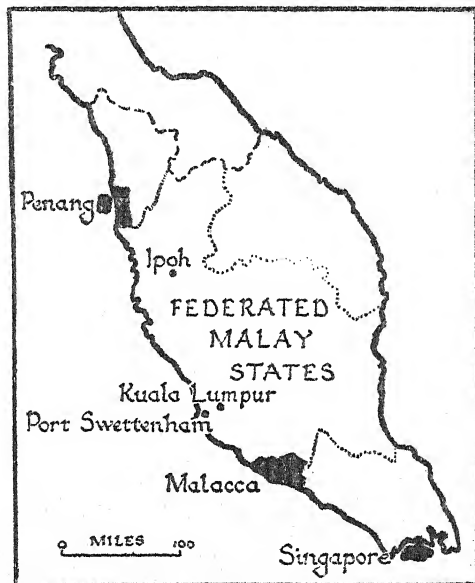 Penang
Ipoh
FEDERATED
MALAY
STATES
Kuala Lumpur
Port Swettenham
Malacca
0 MILES 100
Singapore